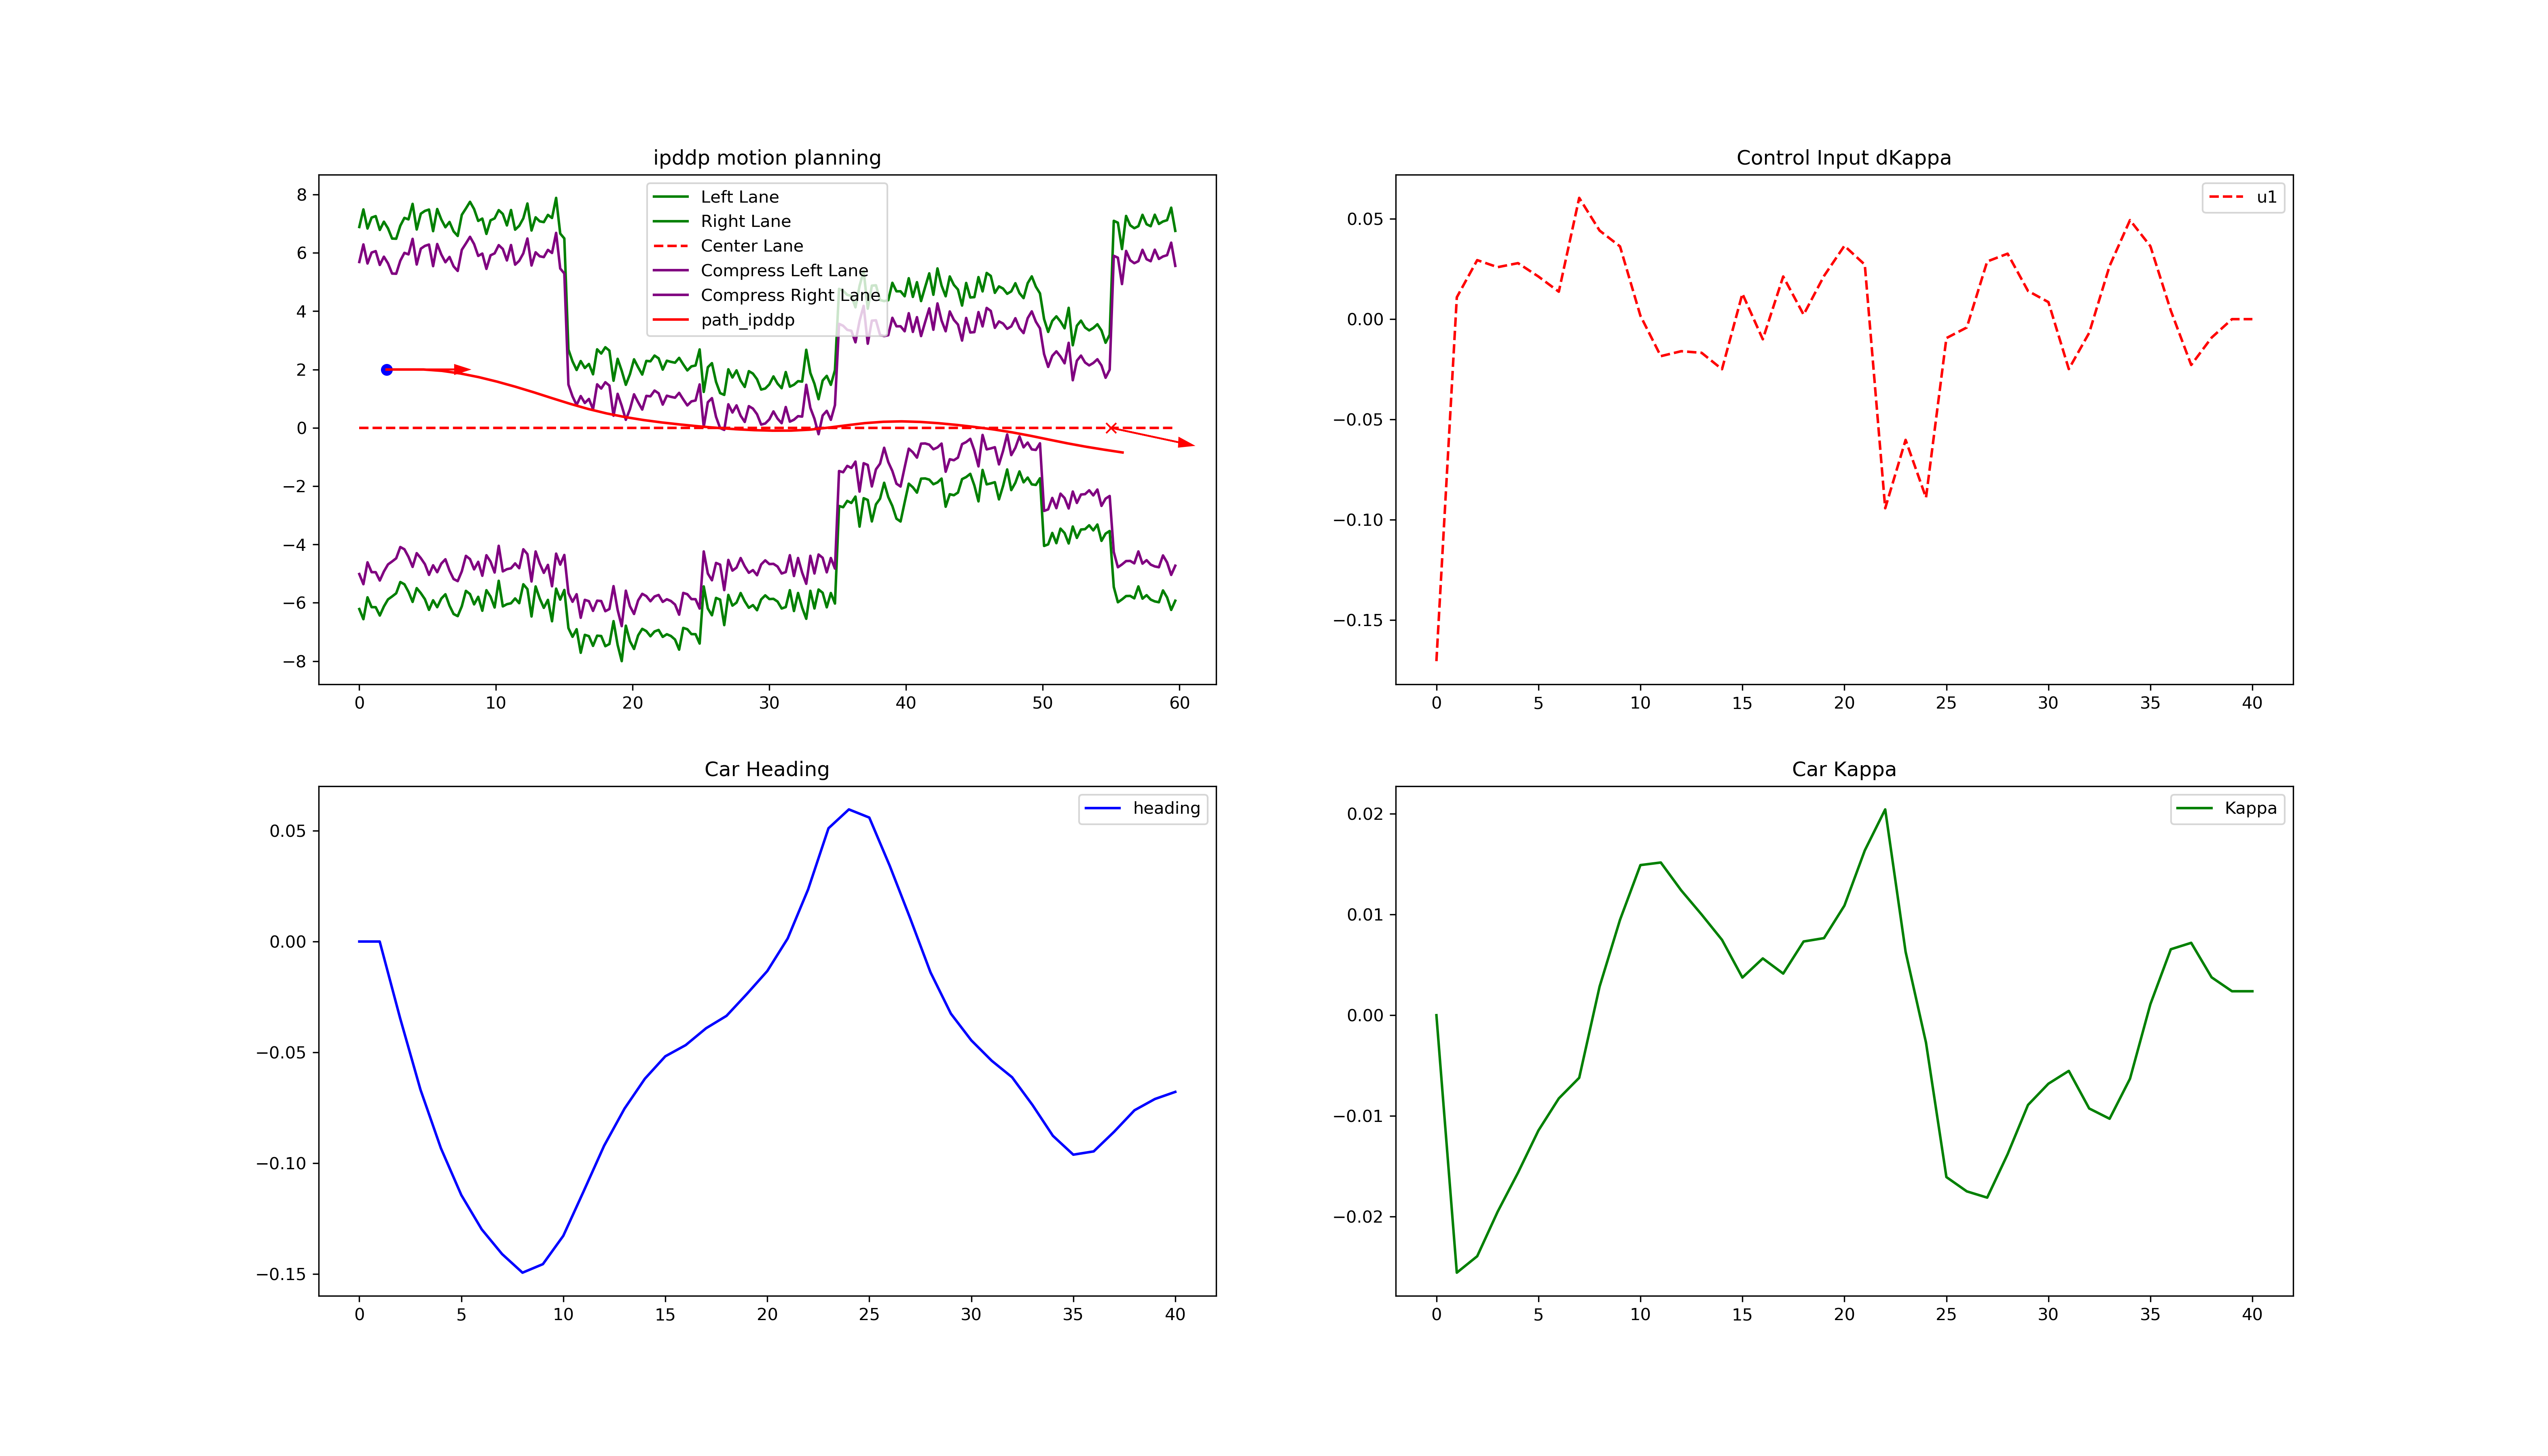 ipddp motion planning
8
6
4
2
0
−2
−4
−6
−8
Left Lane
Right Lane
Center Lane
Compress Left Lane
Compress Right Lane
path_ipddp
0 10 20 30 40 50 60
Control Input dKappa
0.05
0.00
−0.05
−0.10
−0.15
u1
0 5 10 15 20 25 30 35 40
Car Heading
0.05
0.00
−0.05
−0.10
−0.15
heading
0 5 10 15 20 25 30 35 40
Car Kappa
0.02
0.01
0.00
−0.01
−0.02
Kappa
0 5 10 15 20 25 30 35 40